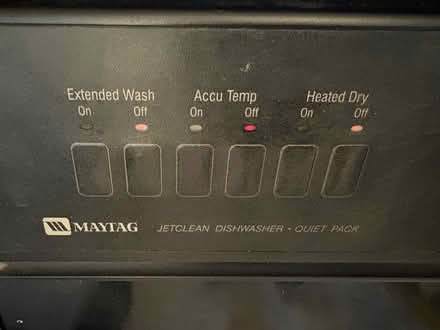 Extended Wash Accu Temp Heated Dry
On Off On Off On Off
MAYTAG JETCLEAN DISHWASHER - QUIET PACK